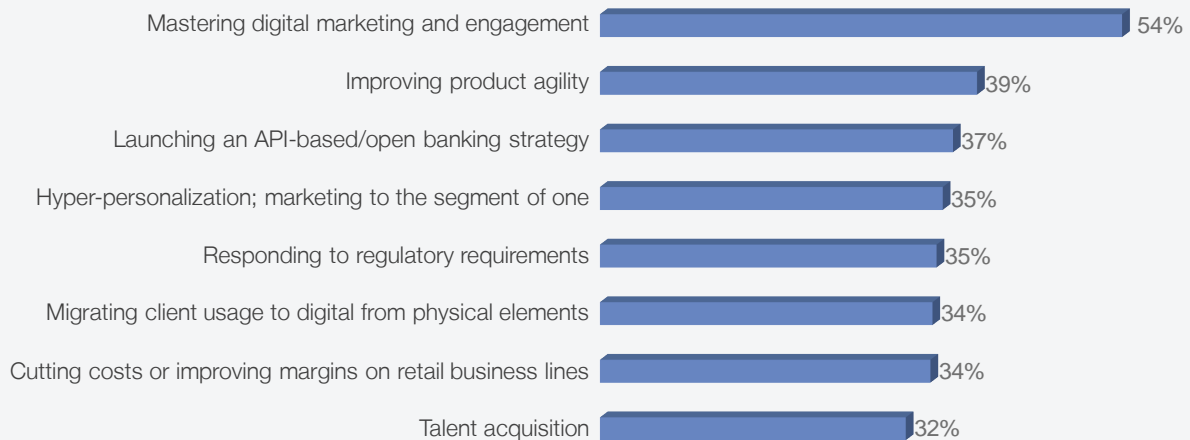 Mastering digital marketing and engagement 54%
Improving product agility 39%
Launching an API-based/open banking strategy 37%
Hyper-personalization; marketing to the segment of one 35%
Responding to regulatory requirements 35%
Migrating client usage to digital from physical elements 34%
Cutting costs or improving margins on retail business lines 34%
Talent acquisition 32%